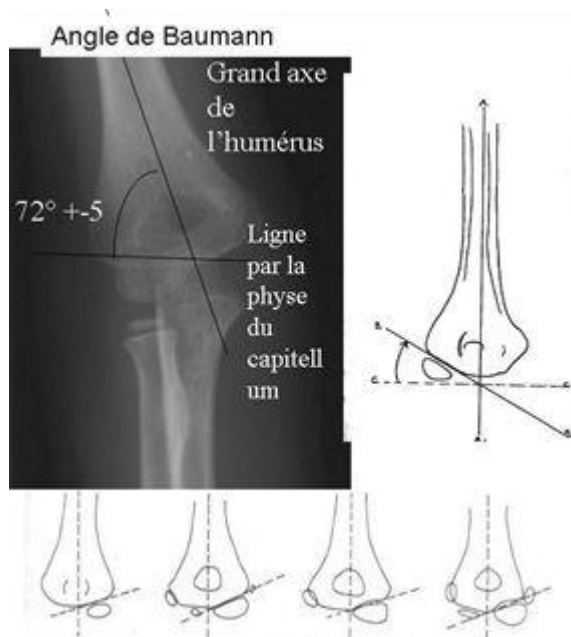 Angle de Baumann
Grand axe
de
l'humérus
72° +-5
Ligne
par la
physe
du
capitell
um